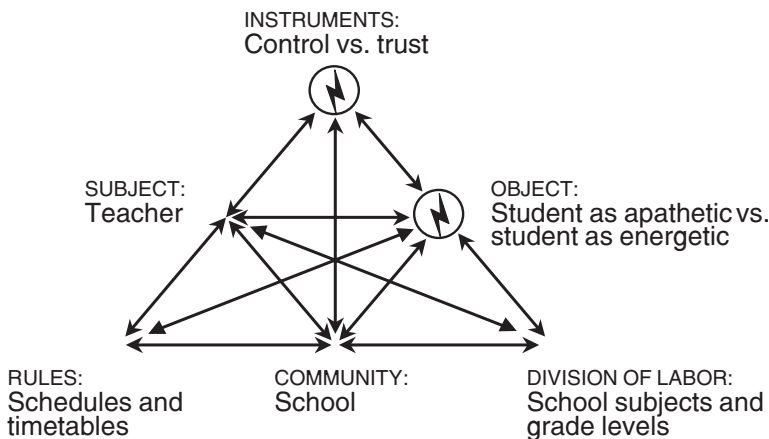 INSTRUMENTS:
Control vs. trust
SUBJECT:
Teacher
OBJECT:
Student as apathetic vs.
student as energetic
RULES:
Schedules and
timetables
COMMUNITY:
School
DIVISION OF LABOR:
School subjects and
grade levels